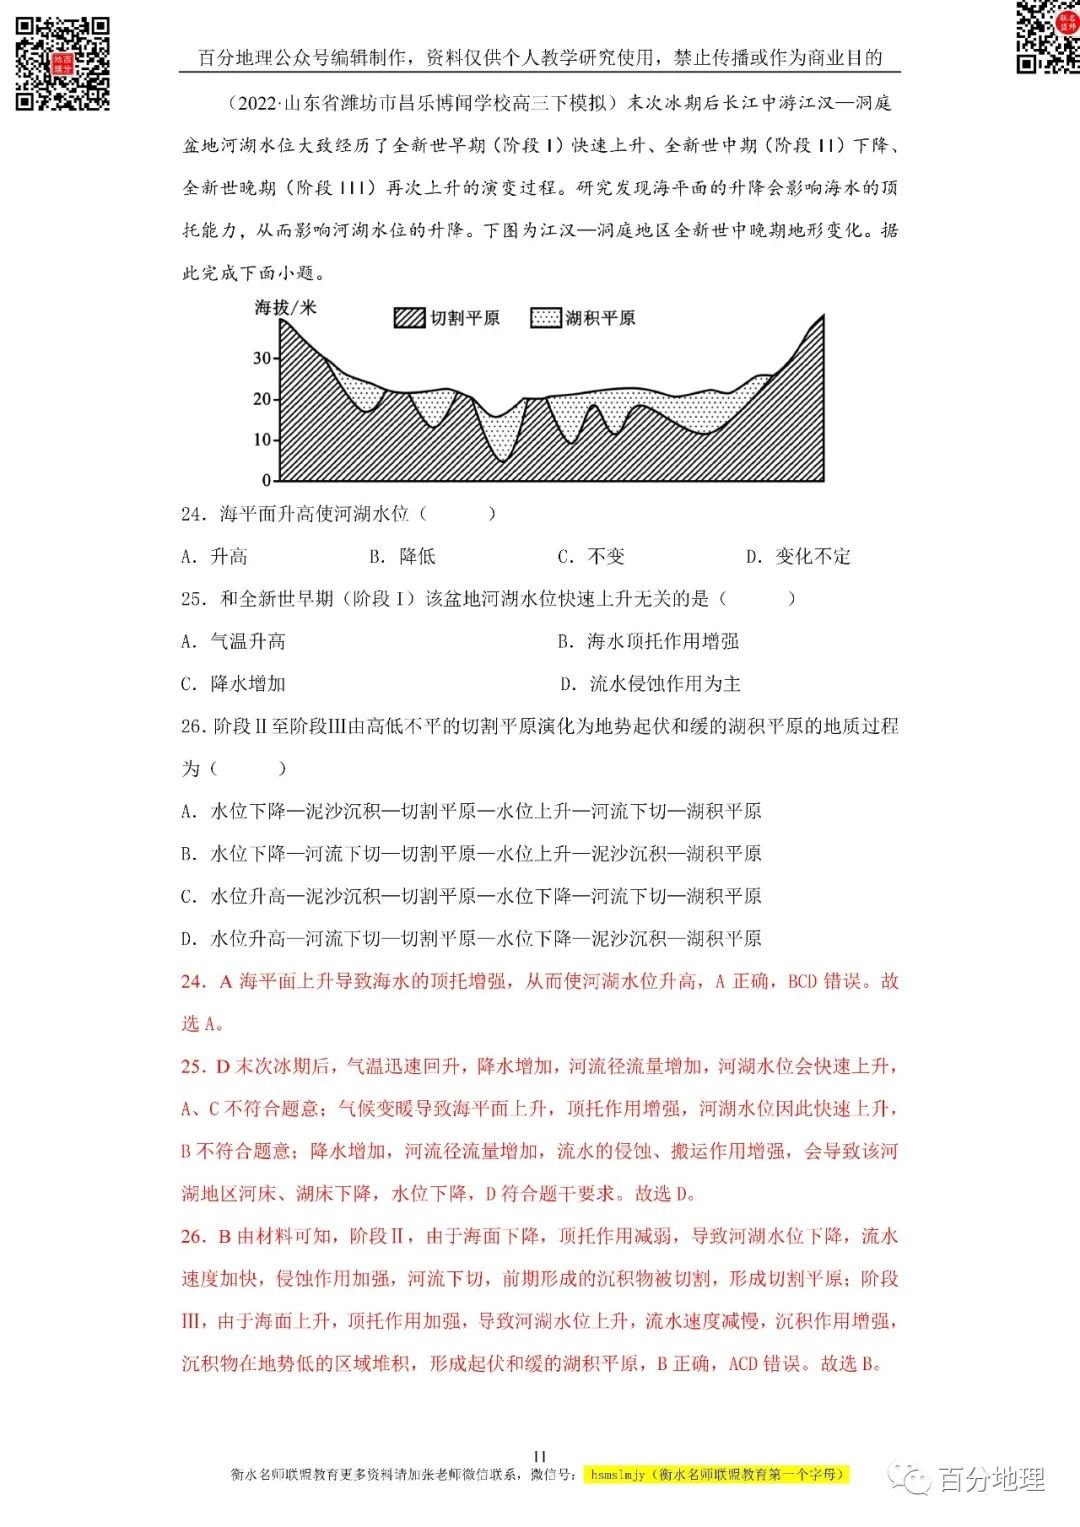 百分地理公众号编辑制作，资料仅供个人教学研究使用，禁止传播或作为商业目的
（2022·山东省潍坊市昌乐博闻学校高三下模拟）末次冰期后长江中游江汉—洞庭
盆地河湖水位大致经历了全新世早期（阶段 I）快速上升、全新世中期（阶段 II）下降、
全新世晚期（阶段 III）再次上升的演变过程。研究发现海平面的升降会影响海水的顶
托能力，从而影响河湖水位的升降。下图为江汉—洞庭地区全新世中晚期地形变化。据
此完成下面小题。
海拔/米
切割平原 湖积平原
30
20
10
0
24．海平面升高使河湖水位（ ）
A．升高 B．降低 C．不变 D．变化不定
25．和全新世早期（阶段 I）该盆地河湖水位快速上升无关的是（ ）
A．气温升高 B．海水顶托作用增强
C．降水增加 D．流水侵蚀作用为主
26．阶段Ⅱ至阶段Ⅲ由高低不平的切割平原演化为地势起伏和缓的湖积平原的地质过程
为（ ）
A．水位下降—泥沙沉积—切割平原—水位上升—河流下切—湖积平原
B．水位下降—河流下切—切割平原—水位上升—泥沙沉积—湖积平原
C．水位升高—泥沙沉积—切割平原—水位下降—河流下切—湖积平原
D．水位升高—河流下切—切割平原—水位下降—泥沙沉积—湖积平原
24．A 海平面上升导致海水的顶托增强，从而使河湖水位升高，A 正确，BCD 错误。故
选 A。
25．D 末次冰期后，气温迅速回升，降水增加，河流径流量增加，河湖水位会快速上升，
A、C 不符合题意；气候变暖导致海平面上升，顶托作用增强，河湖水位因此快速上升，
B 不符合题意；降水增加，河流径流量增加，流水的侵蚀、搬运作用增强，会导致该河
湖地区河床、湖床下降，水位下降，D 符合题干要求。故选 D。
26．B 由材料可知，阶段Ⅱ，由于海面下降，顶托作用减弱，导致河湖水位下降，流水
速度加快，侵蚀作用加强，河流下切，前期形成的沉积物被切割，形成切割平原；阶段
Ⅲ，由于海面上升，顶托作用加强，导致河湖水位上升，流水速度减慢，沉积作用增强，
沉积物在地势低的区域堆积，形成起伏和缓的湖积平原，B 正确，ACD 错误。故选 B。
11
衡水名师联盟教育更多资料请加张老师微信联系，微信号： hsmslmjy（衡水名师联盟教育第一个字母）
百分地理